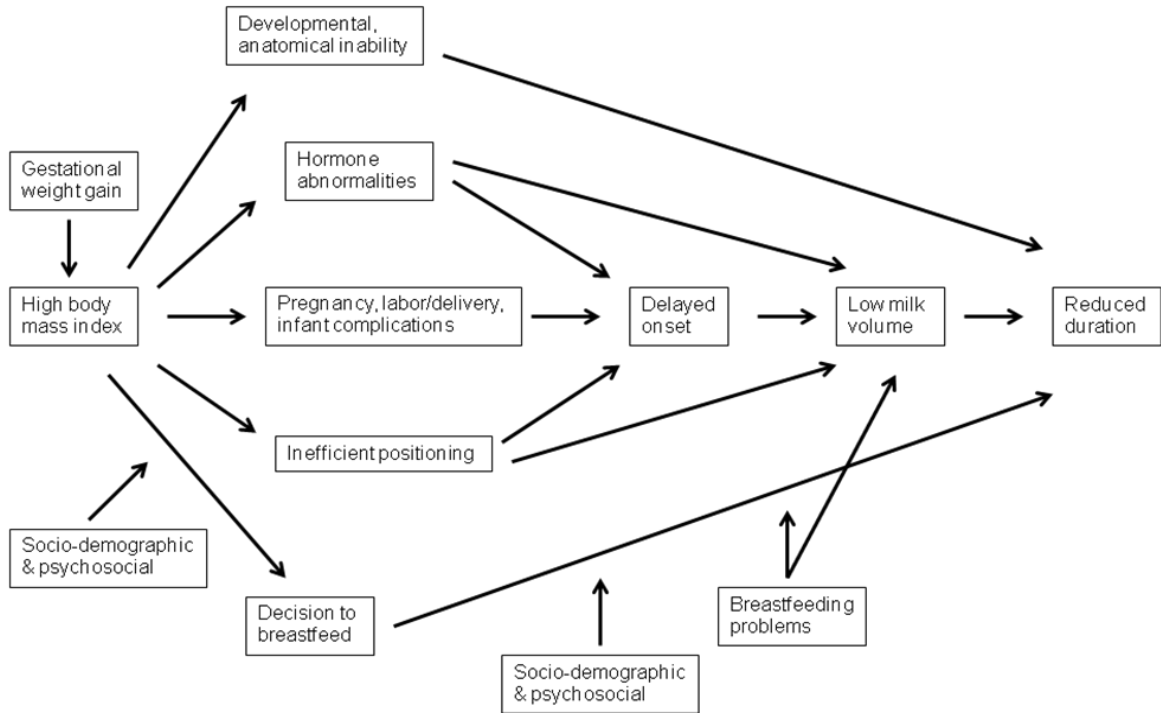 Developmental,
anatomical inability
Gestational
weight gain
Hormone
abnormalities
High body
mass index
Pregnancy, labor/delivery,
infant complications
Delayed
onset
Low milk
volume
Reduced
duration
Inefficient positioning
Socio-demographic
& psychosocial
Decision to
breastfeed
Breastfeeding
problems
Socio-demographic
& psychosocial